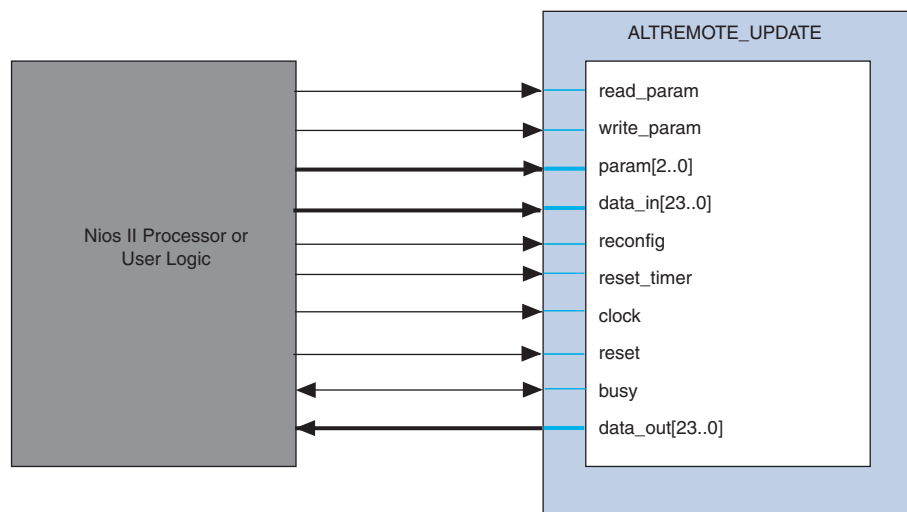 ALTREMOTE_UPDATE
Nios II Processor or
User Logic
read_param
write_param
param[2..0]
data_in[23..0]
reconfig
reset_timer
clock
reset
busy
data_out[23..0]